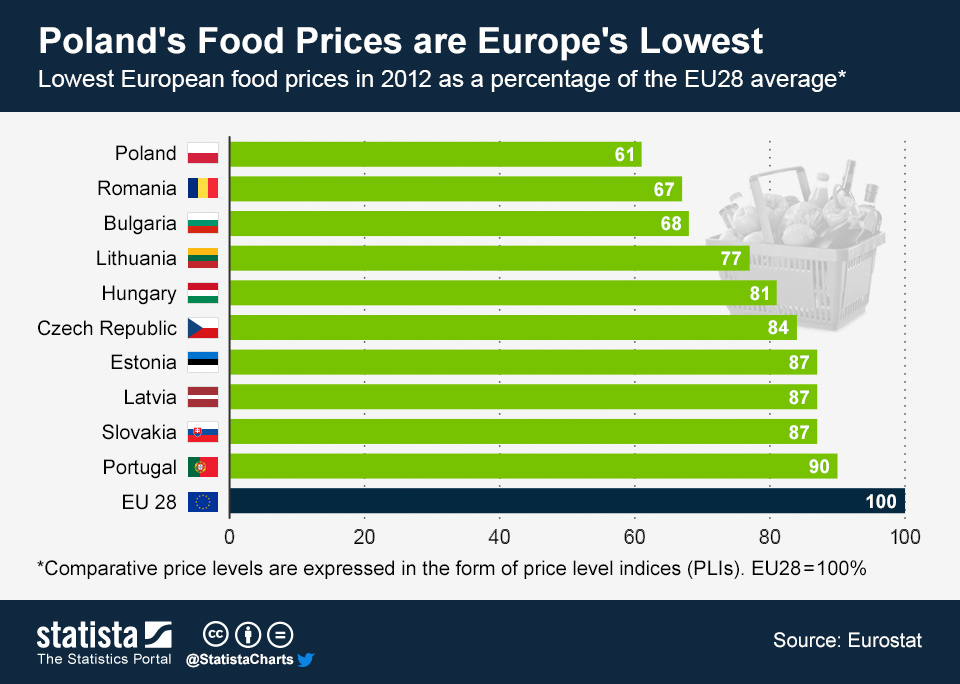 Poland's Food Prices are Europe's Lowest
Lowest European food prices in 2012 as a percentage of the EU28 average*
Poland 61
Romania 67
Bulgaria 68
Lithuania 77
Hungary 81
Czech Republic 84
Estonia 87
Latvia 87
Slovakia 87
Portugal 90
EU 28 100
0 20 40 60 80 100
*Comparative price levels are expressed in the form of price level indices (PLIs). EU28=100%
statista
The Statistics Portal
cc
@StatistaCharts
Source: Eurostat